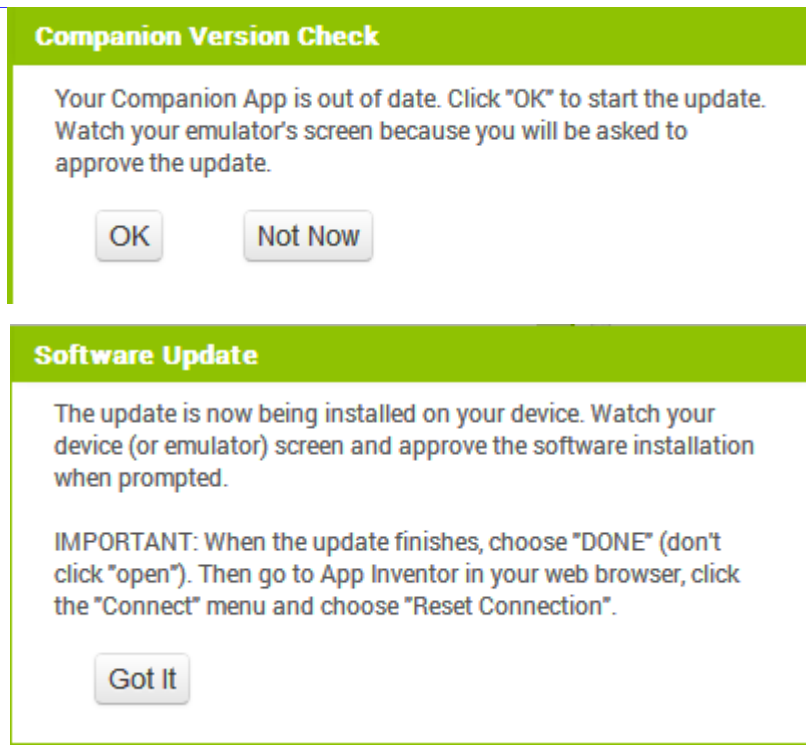 Companion Version Check
Your Companion App is out of date. Click "OK" to start the update.
Watch your emulator's screen because you will be asked to
approve the update.
OK Not Now
Software Update
The update is now being installed on your device. Watch your
device (or emulator) screen and approve the software installation
when prompted.
IMPORTANT: When the update finishes, choose "DONE" (don't
click "open"). Then go to App Inventor in your web browser, click
the "Connect" menu and choose "Reset Connection".
Got It